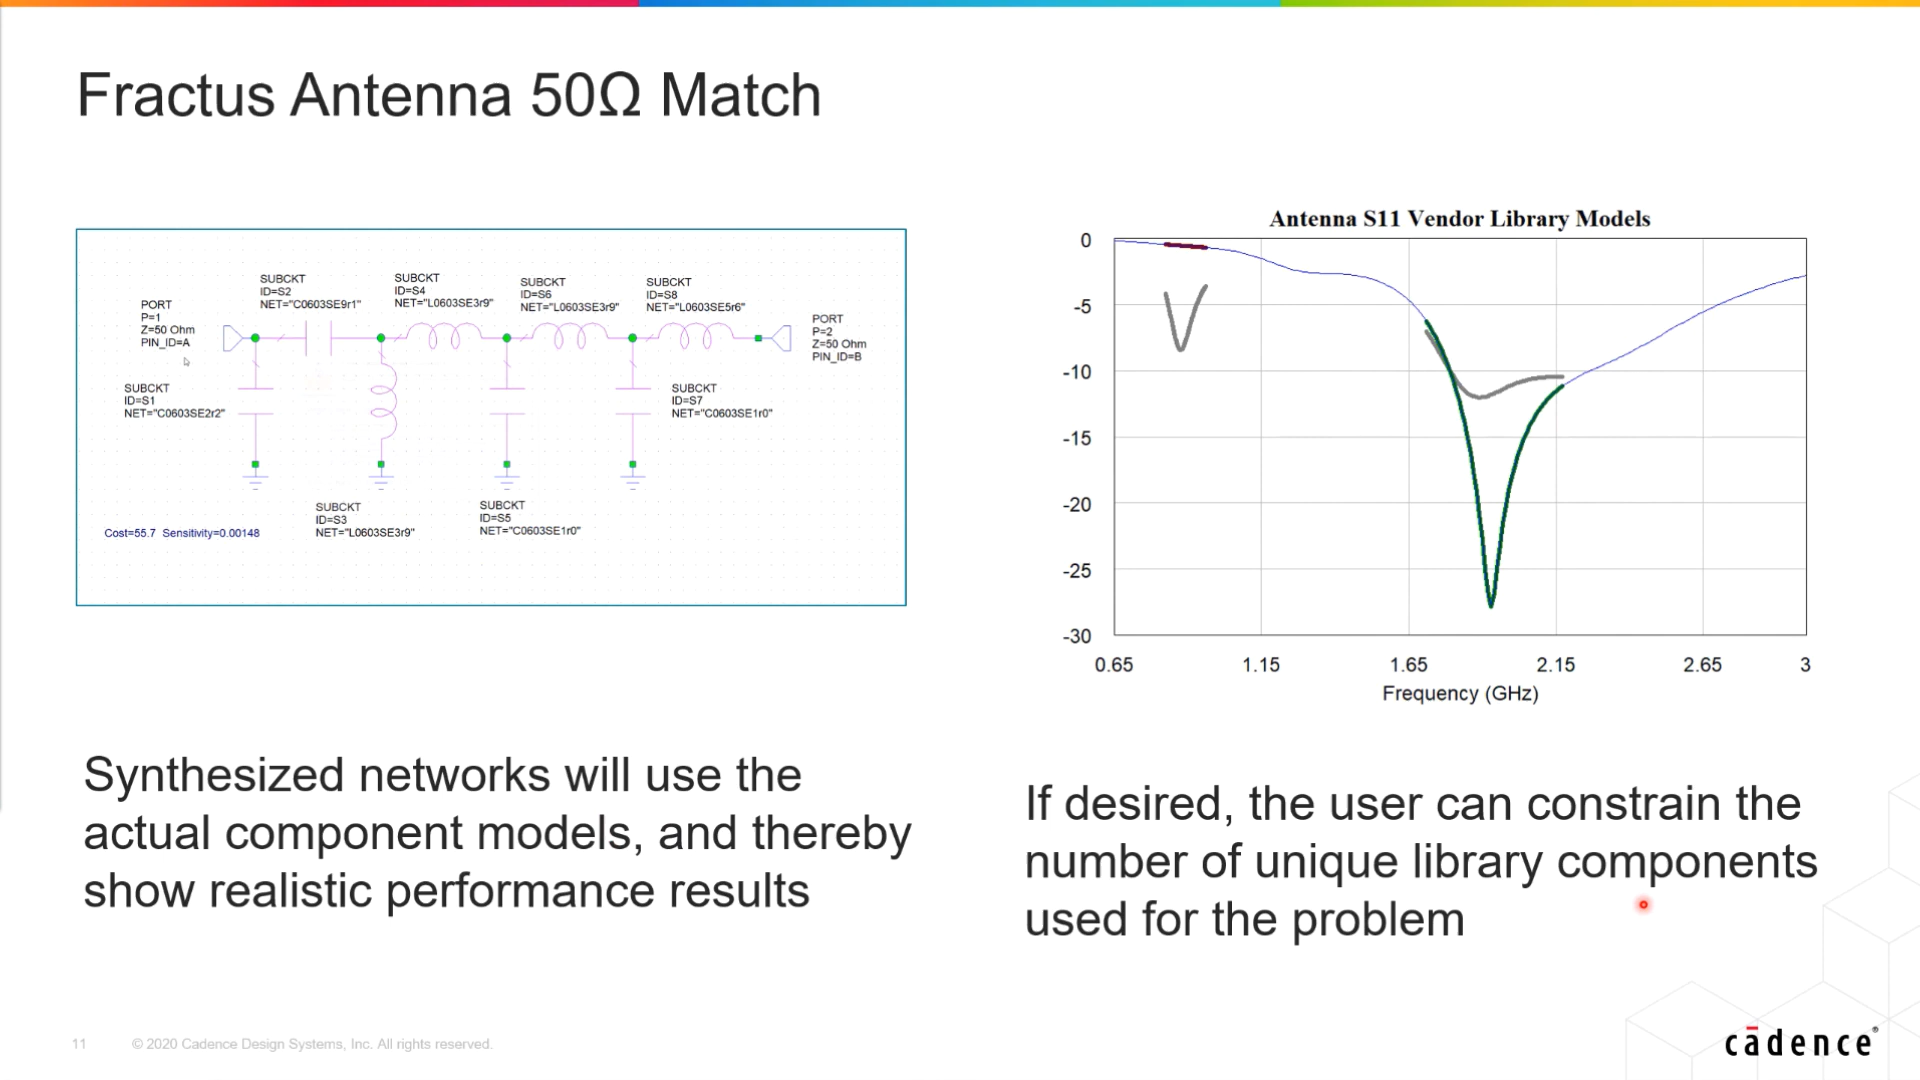 Fractus Antenna 50Ω Match
PORT
P=1
Z=50 Ohm
PIN_ID=A
SUBCKT
ID=S2
NET="C0603SE9r1"
SUBCKT
ID=S4
NET="L0603SE3r9"
SUBCKT
ID=S6
NET="L0603SE3r9"
SUBCKT
ID=S8
NET="L0603SE5r6"
PORT
P=2
Z=50 Ohm
PIN_ID=B
SUBCKT
ID=S1
NET="C0603SE2r2"
SUBCKT
ID=S7
NET="C0603SE1r0"
SUBCKT
ID=S3
NET="L0603SE3r9"
SUBCKT
ID=S5
NET="C0603SE1r0"
Cost=55.7 Sensitivity=0.00148
Antenna S11 Vendor Library Models
0
-5
-10
-15
-20
-25
-30
0.65 1.15 1.65 2.15 2.65 3
Frequency (GHz)
Synthesized networks will use the
actual component models, and thereby
show realistic performance results
If desired, the user can constrain the
number of unique library components
used for the problem
11 © 2020 Cadence Design Systems, Inc. All rights reserved.
cādence®